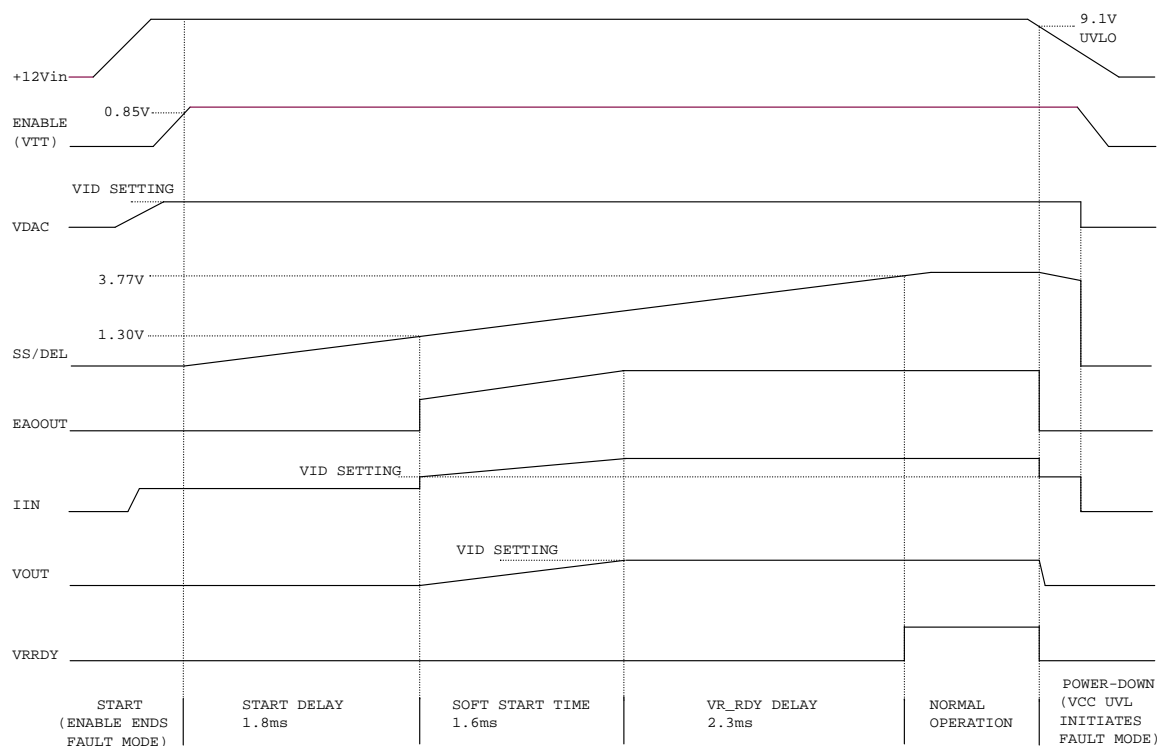 9.1V
UVLO
+12Vin
0.85V
ENABLE
(VTT)
VID SETTING
VDAC
3.77V
1.30V
SS/DEL
EAOOUT
VID SETTING
IIN
VID SETTING
VOUT
VRRDY
START
(ENABLE ENDS
FAULT MODE)
START DELAY
1.8ms
SOFT START TIME
1.6ms
VR_RDY DELAY
2.3ms
NORMAL
OPERATION
POWER-DOWN
(VCC UVL
INITIATES
FAULT MODE)